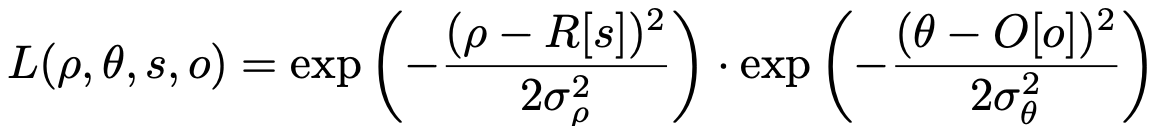 L(ρ, θ, s, o) = exp(−(ρ − R[s])²/2σ_ρ²) · exp(−(θ − O[o])²/2σ_θ²)